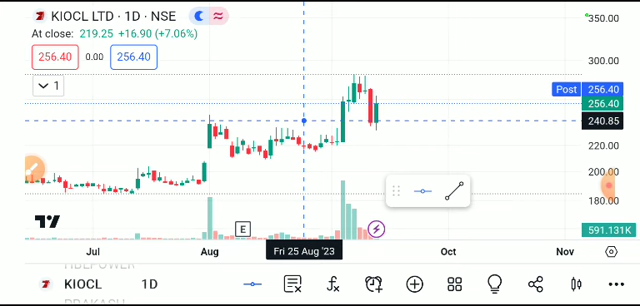 KIOCL LTD · 1D · NSE
At close: 219.25 +16.90 (+7.06%)
256.40 0.00 256.40
1
350.00
300.00
Post 256.40
256.40
240.85
220.00
200.00
180.00
591.131K
E
Jul Aug Fri 25 Aug '23 Oct Nov
KIOCL 1D
PRAKASH